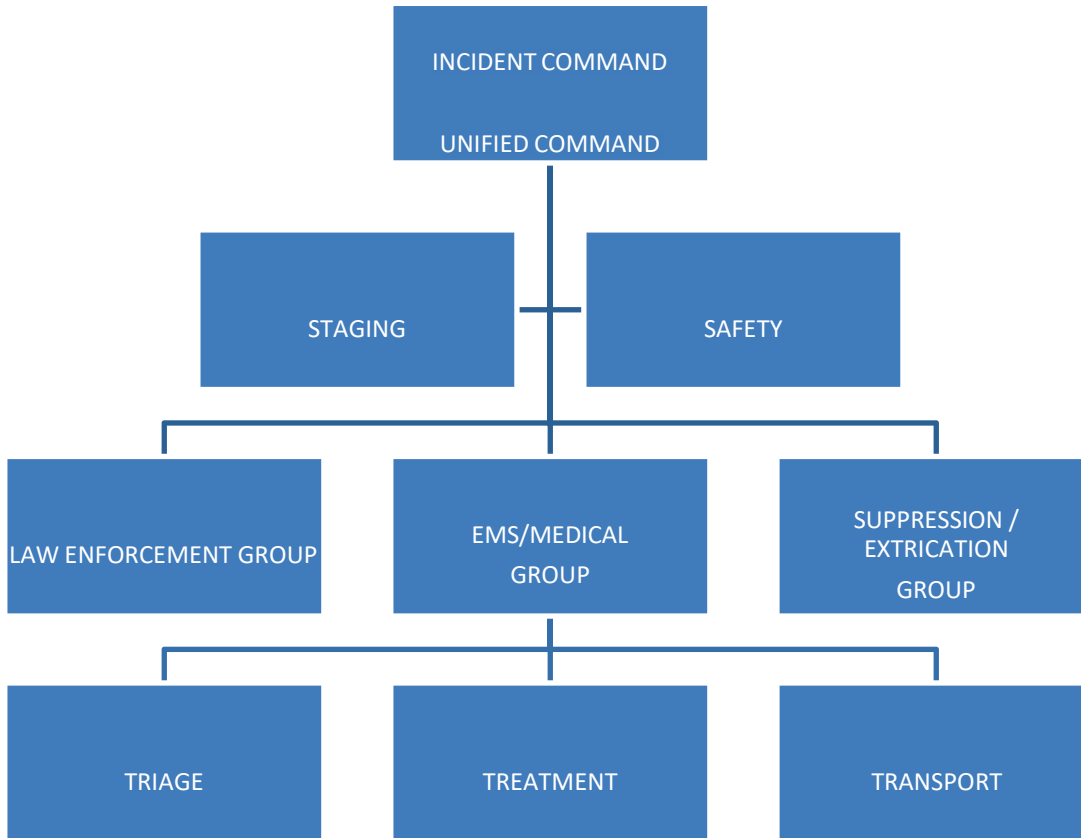 INCIDENT COMMAND
UNIFIED COMMAND
STAGING
SAFETY
LAW ENFORCEMENT GROUP
EMS/MEDICAL
GROUP
SUPPRESSION /
EXTRICATION
GROUP
TRIAGE
TREATMENT
TRANSPORT